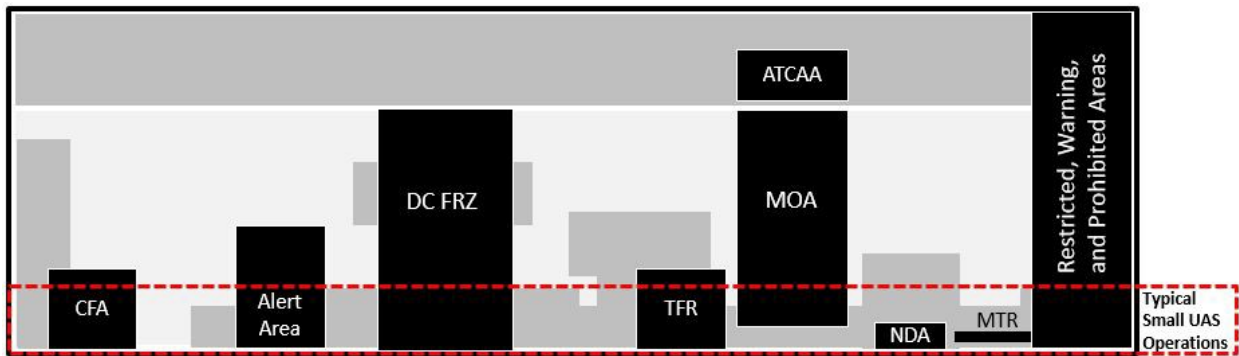 ATCAA
Restricted, Warning,
and Prohibited Areas
DC FRZ
MOA
CFA
Alert
Area
TFR
NDA
MTR
Typical
Small UAS
Operations